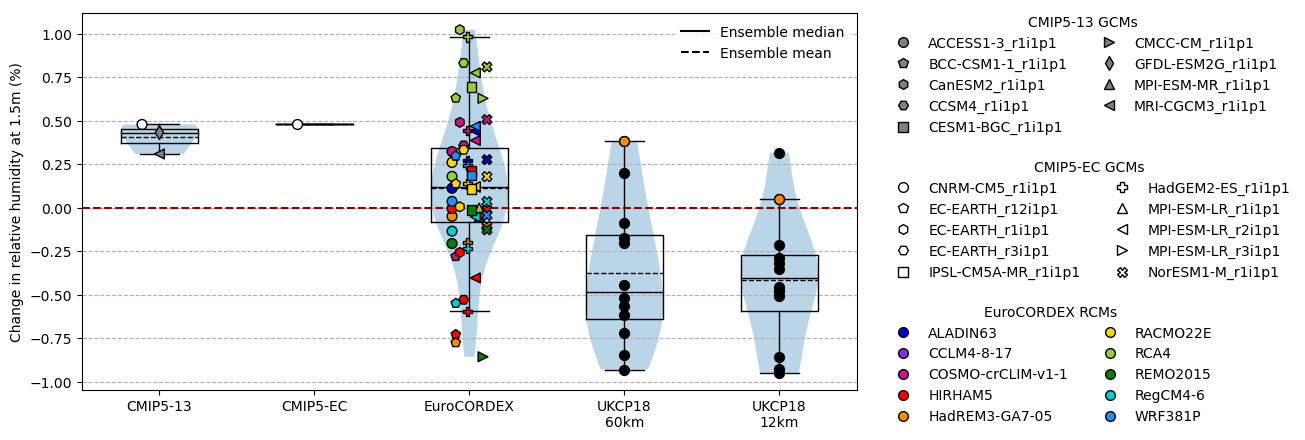 Change in relative humidity at 1.5m (%)
1.00
0.75
0.50
0.25
0.00
−0.25
−0.50
−0.75
−1.00
Ensemble median
Ensemble mean
CMIP5-13
CMIP5-EC
EuroCORDEX
UKCP18
60km
UKCP18
12km
CMIP5-13 GCMs
ACCESS1-3_r1i1p1
BCC-CSM1-1_r1i1p1
CanESM2_r1i1p1
CCSM4_r1i1p1
CESM1-BGC_r1i1p1
CMCC-CM_r1i1p1
GFDL-ESM2G_r1i1p1
MPI-ESM-MR_r1i1p1
MRI-CGCM3_r1i1p1
CMIP5-EC GCMs
CNRM-CM5_r1i1p1
EC-EARTH_r12i1p1
EC-EARTH_r1i1p1
EC-EARTH_r3i1p1
IPSL-CM5A-MR_r1i1p1
HadGEM2-ES_r1i1p1
MPI-ESM-LR_r1i1p1
MPI-ESM-LR_r2i1p1
MPI-ESM-LR_r3i1p1
NorESM1-M_r1i1p1
EuroCORDEX RCMs
ALADIN63
CCLM4-8-17
COSMO-crCLIM-v1-1
HIRHAM5
HadREM3-GA7-05
RACMO22E
RCA4
REMO2015
RegCM4-6
WRF381P